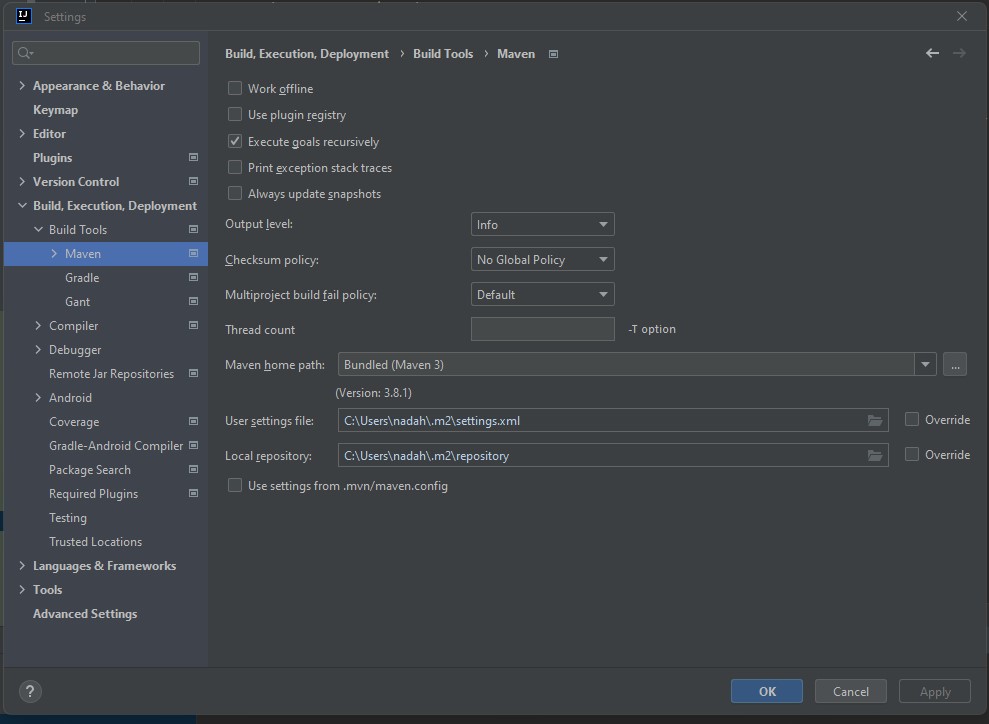 Settings
Build, Execution, Deployment › Build Tools › Maven
Appearance & Behavior
Keymap
Editor
Plugins
Version Control
Build, Execution, Deployment
Build Tools
Maven
Gradle
Gant
Compiler
Debugger
Remote Jar Repositories
Android
Coverage
Gradle-Android Compiler
Package Search
Required Plugins
Testing
Trusted Locations
Languages & Frameworks
Tools
Advanced Settings
Work offline
Use plugin registry
Execute goals recursively
Print exception stack traces
Always update snapshots
Output level: Info
Checksum policy: No Global Policy
Multiproject build fail policy: Default
Thread count -T option
Maven home path: Bundled (Maven 3) ...
(Version: 3.8.1)
User settings file: C:\Users\nadah\.m2\settings.xml Override
Local repository: C:\Users\nadah\.m2\repository Override
Use settings from .mvn/maven.config
? OK Cancel Apply